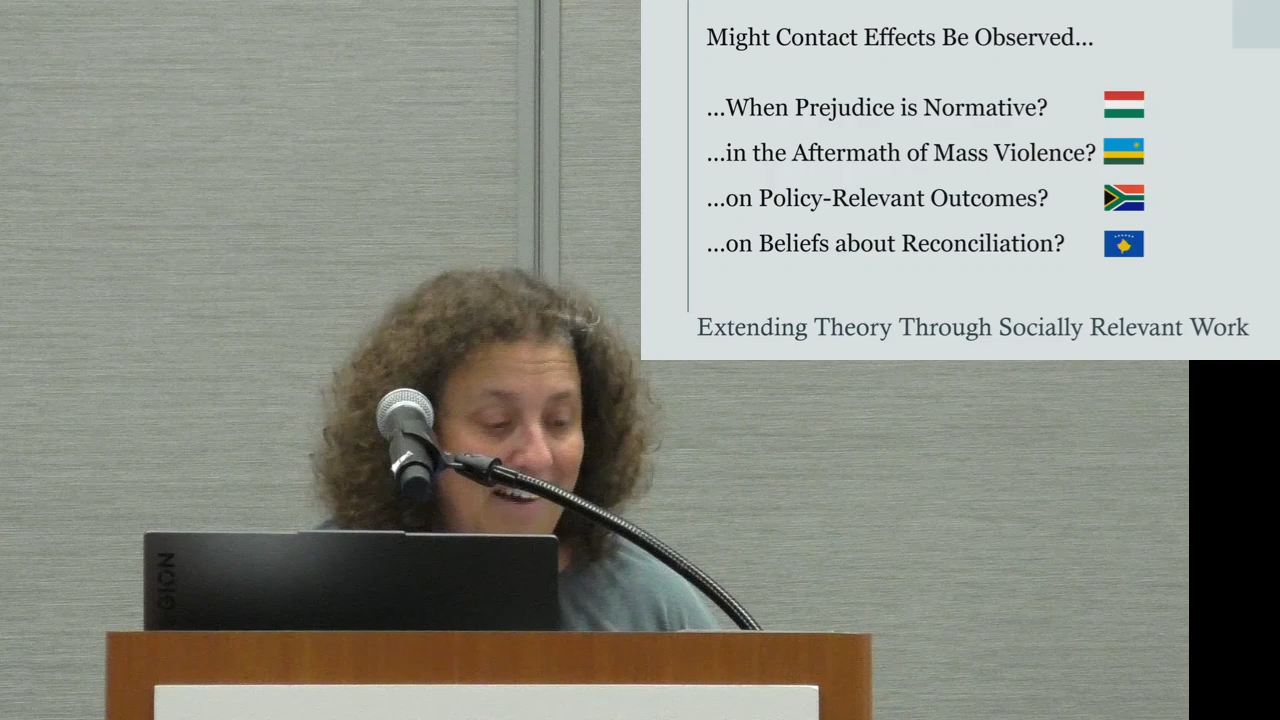 Might Contact Effects Be Observed...
...When Prejudice is Normative?
...in the Aftermath of Mass Violence?
...on Policy-Relevant Outcomes?
...on Beliefs about Reconciliation?
Extending Theory Through Socially Relevant Work
GION